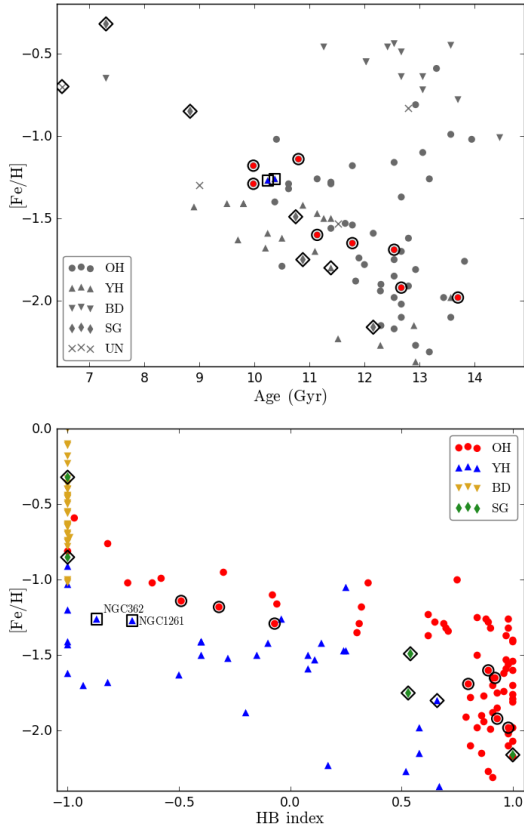 −0.5
−1.0
−1.5
−2.0
[Fe/H]
OH
YH
BD
SG
UN
7 8 9 10 11 12 13 14
Age (Gyr)
0.0
−0.5
−1.0
−1.5
−2.0
[Fe/H]
OH
YH
BD
SG
NGC362
NGC1261
−1.0 −0.5 0.0 0.5 1.0
HB index